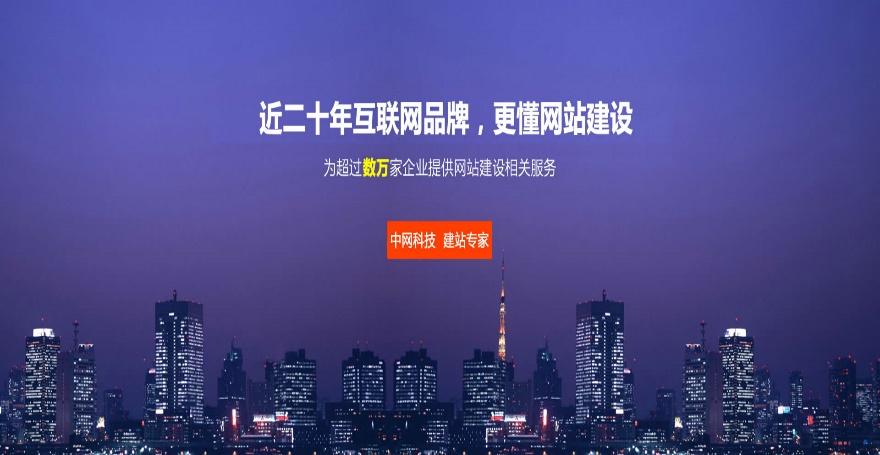 近二十年互联网品牌，更懂网站建设
为超过数万家企业提供网站建设相关服务
中网科技 建站专家